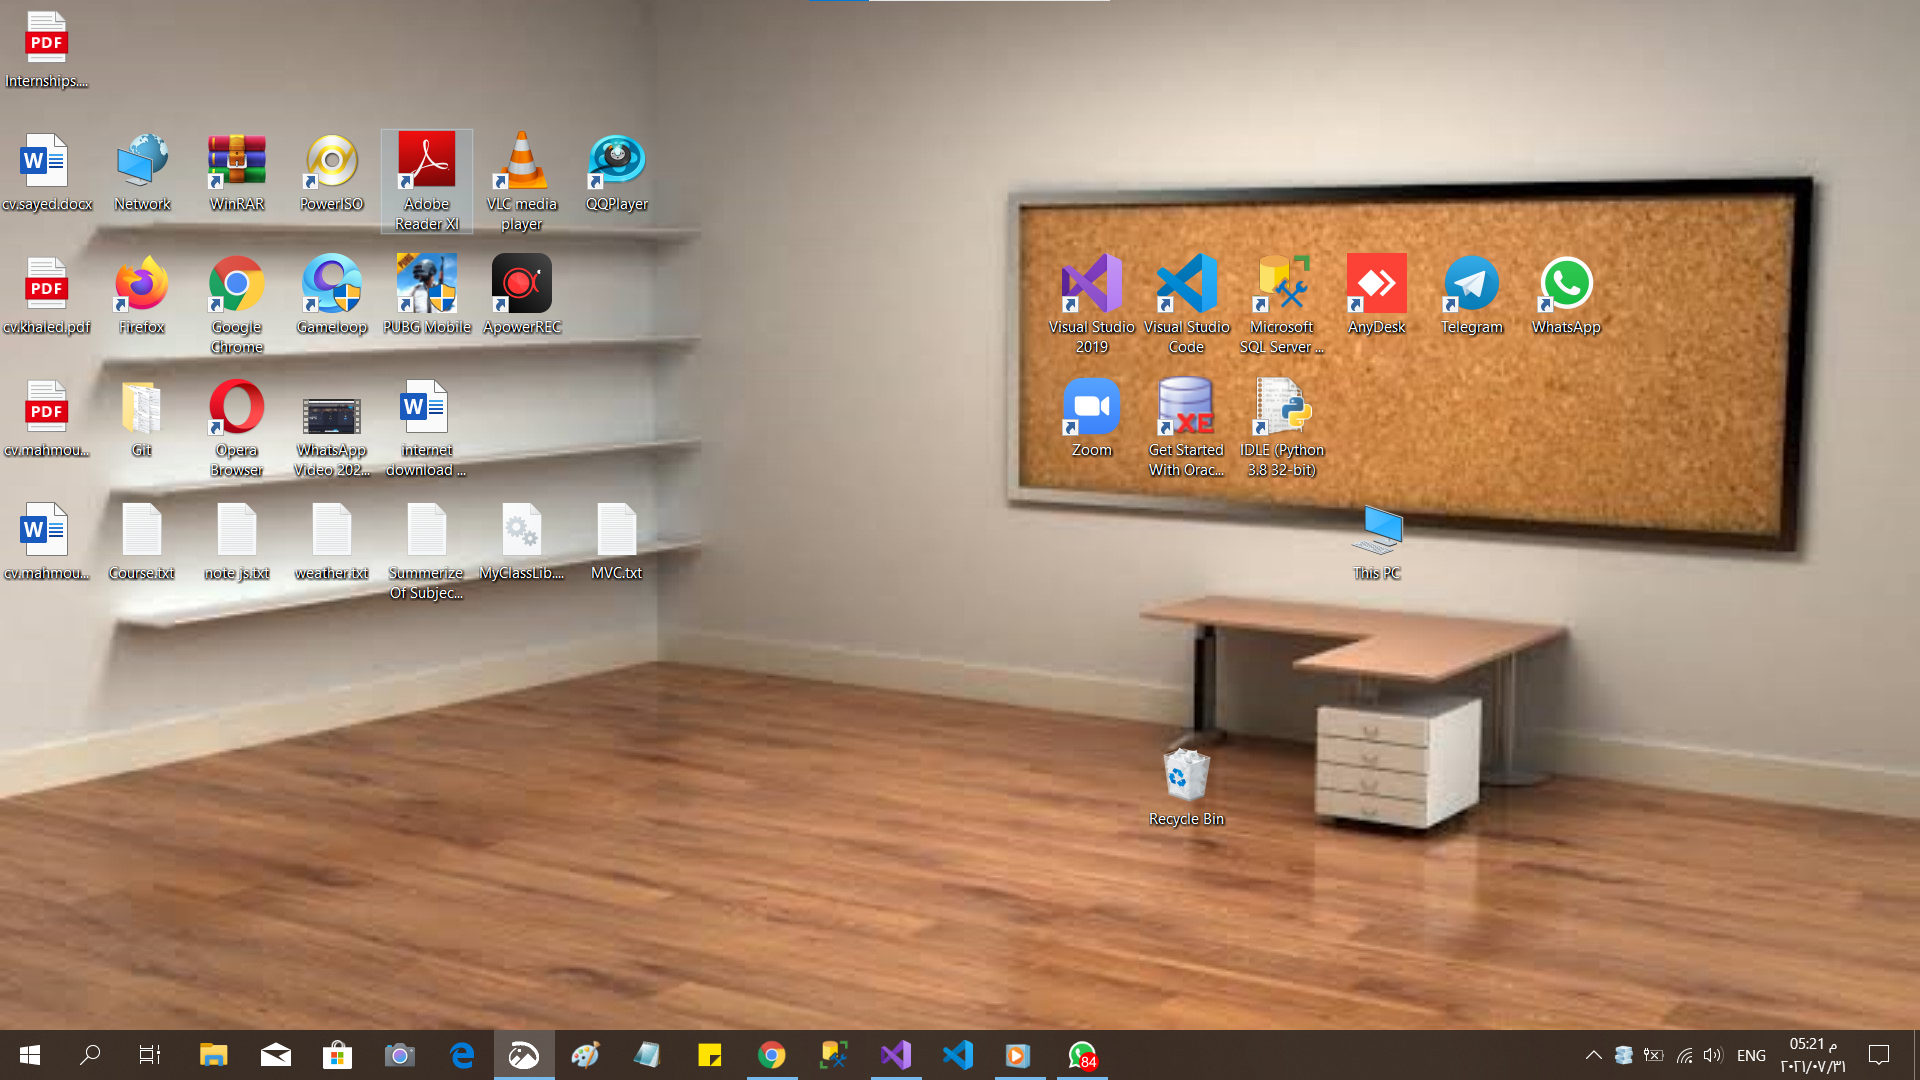 PDF
Internships....
W
cv.sayed.docx
Network
WinRAR
PowerISO
Adobe
Reader XI
VLC media
player
QQPlayer
PDF
cv.khaled.pdf
Firefox
Google
Chrome
Gameloop
PUBG Mobile
ApowerREC
Visual Studio
2019
Visual Studio
Code
Microsoft
SQL Server ...
AnyDesk
Telegram
WhatsApp
PDF
cv.mahmou...
Git
Opera
Browser
WhatsApp
Video 202...
W
internet
download ...
Zoom
XE
Get Started
With Orac...
IDLE (Python
3.8 32-bit)
W
cv.mahmou...
Course.txt
note js.txt
weather.txt
Summerize
Of Subjec...
MyClassLib....
MVC.txt
This PC
Recycle Bin
84
ENG
05:21 م
٢٠٢١/٠٧/٣١